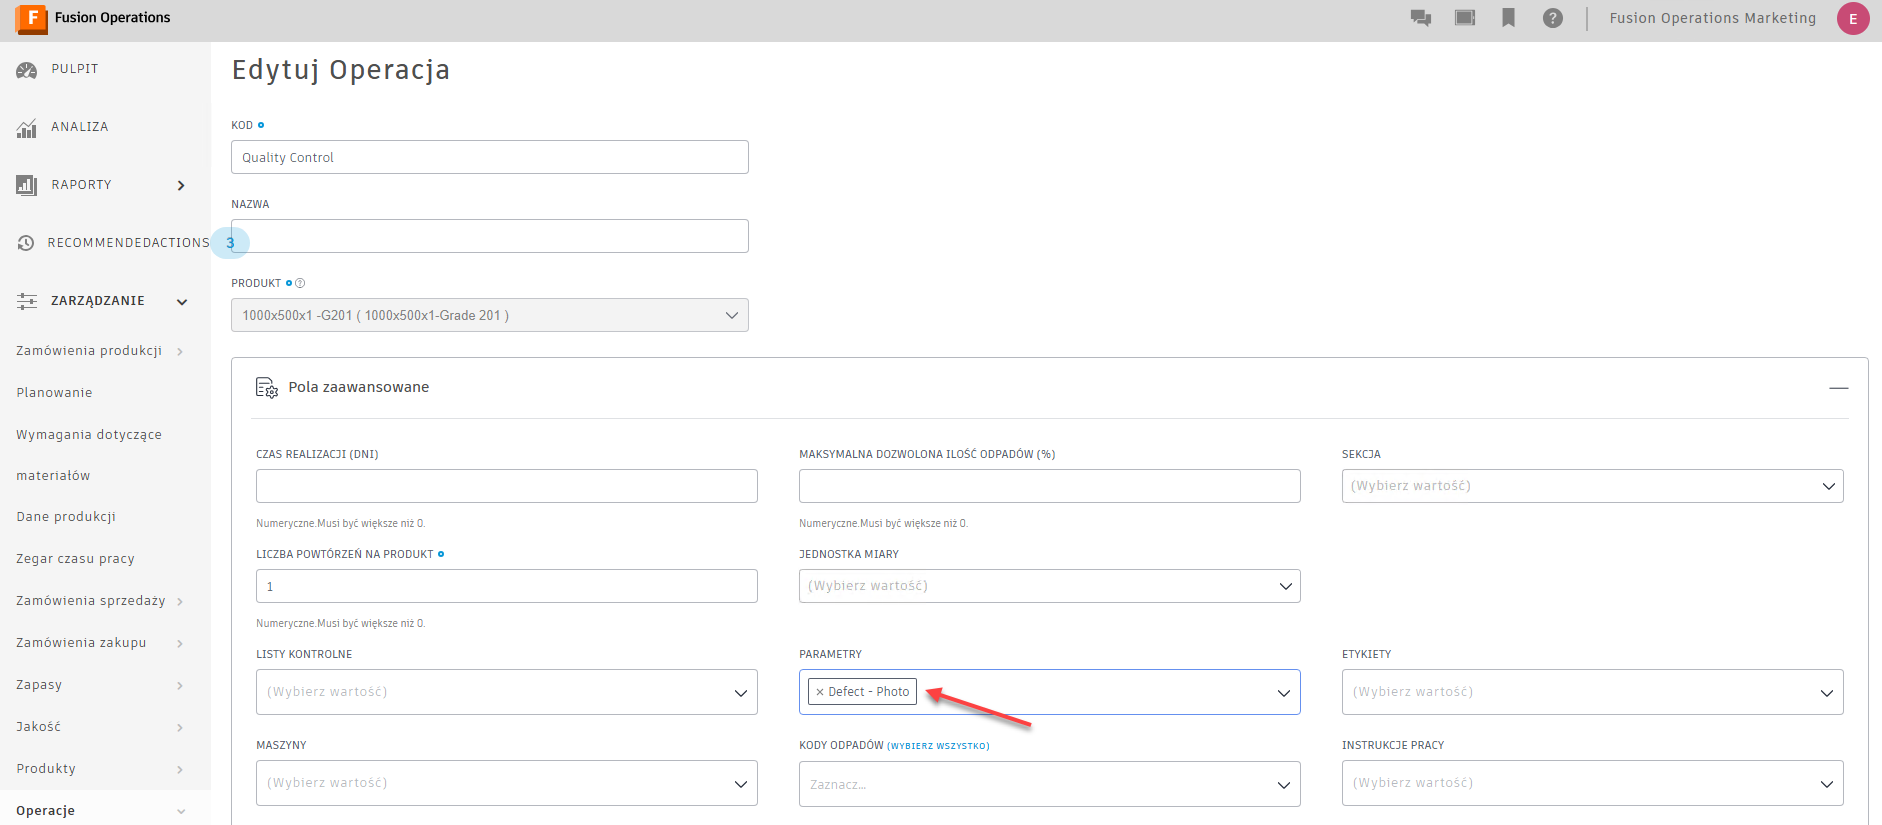 F Fusion Operations
Fusion Operations Marketing
E
PULPIT
ANALIZA
RAPORTY
RECOMMENDEDACTIONS
3
ZARZĄDZANIE
Zamówienia produkcji
Planowanie
Wymagania dotyczące
materiałów
Dane produkcji
Zegar czasu pracy
Zamówienia sprzedaży
Zamówienia zakupu
Zapasy
Jakość
Produkty
Operacje
Edytuj Operacja
KOD
Quality Control
NAZWA
PRODUKT
1000x500x1 -G201 ( 1000x500x1-Grade 201 )
Pola zaawansowane
CZAS REALIZACJI (DNI)
Numeryczne.Musi być większe niż 0.
MAKSYMALNA DOZWOLONA ILOŚĆ ODPADÓW (%)
Numeryczne.Musi być większe niż 0.
SEKCJA
(Wybierz wartość)
LICZBA POWTÓRZEŃ NA PRODUKT
1
Numeryczne.Musi być większe niż 0.
JEDNOSTKA MIARY
(Wybierz wartość)
LISTY KONTROLNE
(Wybierz wartość)
PARAMETRY
× Defect - Photo
ETYKIETY
(Wybierz wartość)
MASZYNY
(Wybierz wartość)
KODY ODPADÓW (WYBIERZ WSZYSTKO)
Zaznacz...
INSTRUKCJE PRACY
(Wybierz wartość)